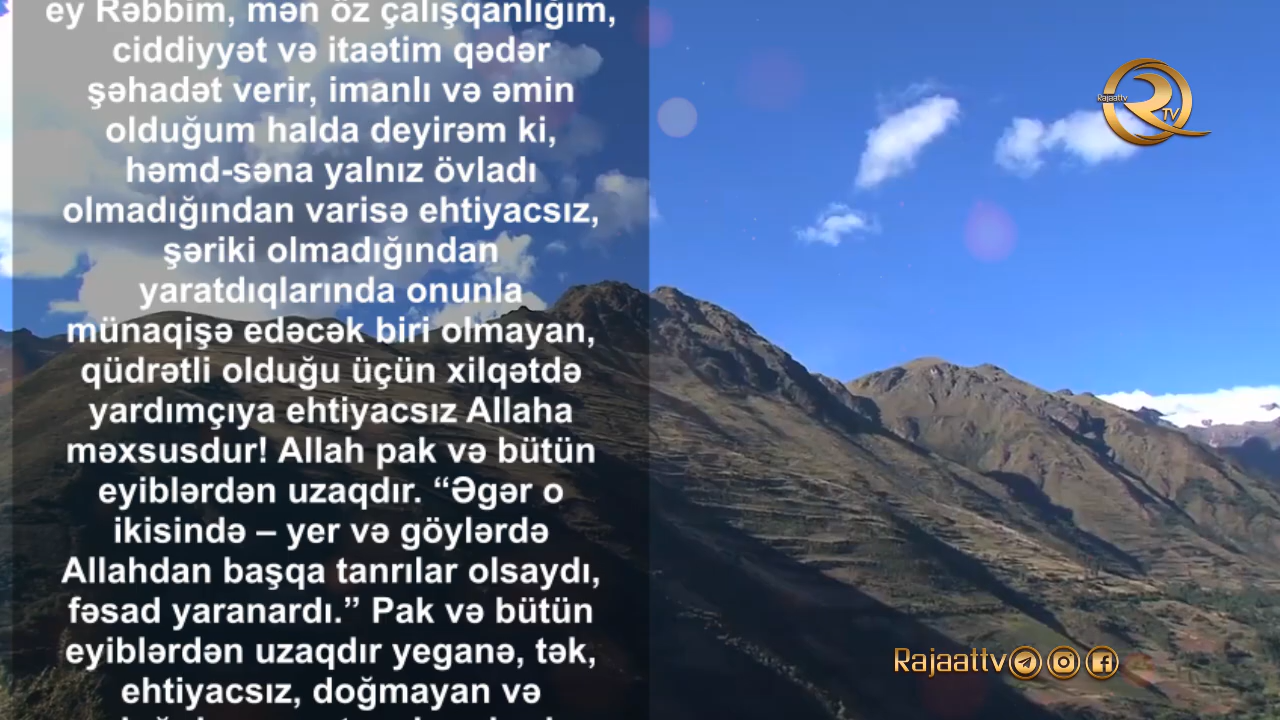 ey Rəbbim, mən öz çalışqanlığım,
ciddiyyət və itaətim qədər
şəhadət verir, imanlı və əmin
olduğum halda deyirəm ki,
həmd-səna yalnız övladı
olmadığından varisə ehtiyacsız,
şəriki olmadığından
yaratdıqlarında onunla
münaqişə edəcək biri olmayan,
qüdrətli olduğu üçün xilqətdə
yardımçıya ehtiyacsız Allaha
məxsusdur! Allah pak və bütün
eyiblərdən uzaqdır. “Əgər o
ikisində – yer və göylərdə
Allahdan başqa tanrılar olsaydı,
fəsad yaranardı.” Pak və bütün
eyiblərdən uzaqdır yeganə, tək,
ehtiyacsız, doğmayan və
Rajaattv
TV
Rajaattv